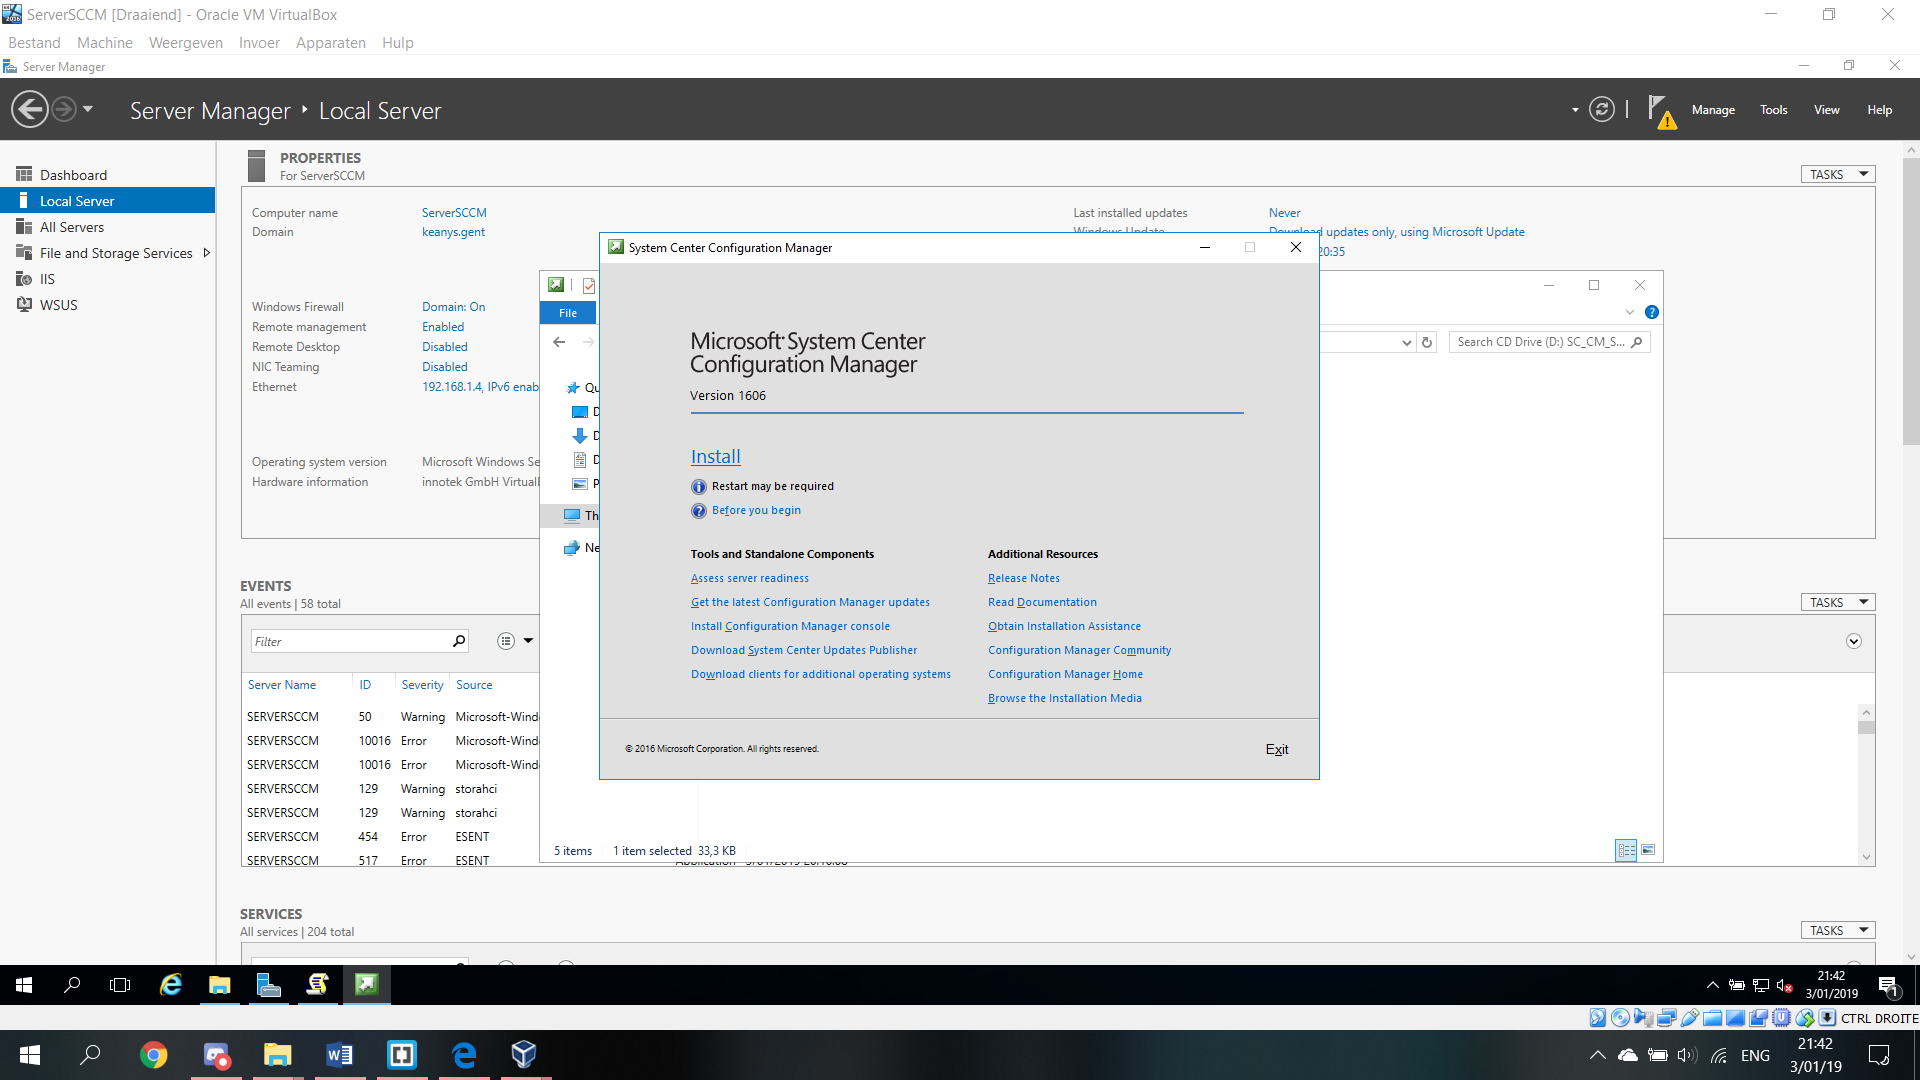 ServerSCCM [Draaiend] - Oracle VM VirtualBox
Bestand Machine Weergeven Invoer Apparaten Hulp
Server Manager
Server Manager Local Server
Manage Tools View Help
Dashboard
Local Server
All Servers
File and Storage Services
IIS
WSUS
PROPERTIES
For ServerSCCM
TASKS
Computer name ServerSCCM
Domain keanys.gent
Last installed updates Never
Windows Update Download updates only, using Microsoft Update
20:35
Windows Firewall Domain: On
Remote management Enabled
Remote Desktop Disabled
NIC Teaming Disabled
Ethernet 192.168.1.4, IPv6 enab
Operating system version Microsoft Windows Se
Hardware information innotek GmbH Virtual
File
Search CD Drive (D:) SC_CM_S...
Qu
D
D
D
P
Th
Ne
5 items 1 item selected 33,3 KB
System Center Configuration Manager
Microsoft System Center
Configuration Manager
Version 1606
Install
Restart may be required
Before you begin
Tools and Standalone Components
Assess server readiness
Get the latest Configuration Manager updates
Install Configuration Manager console
Download System Center Updates Publisher
Download clients for additional operating systems
Additional Resources
Release Notes
Read Documentation
Obtain Installation Assistance
Configuration Manager Community
Configuration Manager Home
Browse the Installation Media
© 2016 Microsoft Corporation. All rights reserved.
Exit
EVENTS
All events | 58 total
TASKS
Filter
Server Name ID Severity Source
SERVERSCCM 50 Warning Microsoft-Wind
SERVERSCCM 10016 Error Microsoft-Wind
SERVERSCCM 10016 Error Microsoft-Wind
SERVERSCCM 129 Warning storahci
SERVERSCCM 129 Warning storahci
SERVERSCCM 454 Error ESENT
SERVERSCCM 517 Error ESENT
SERVICES
All services | 204 total
TASKS
21:42
3/01/2019
1
CTRL DROITE
ENG
21:42
3/01/19